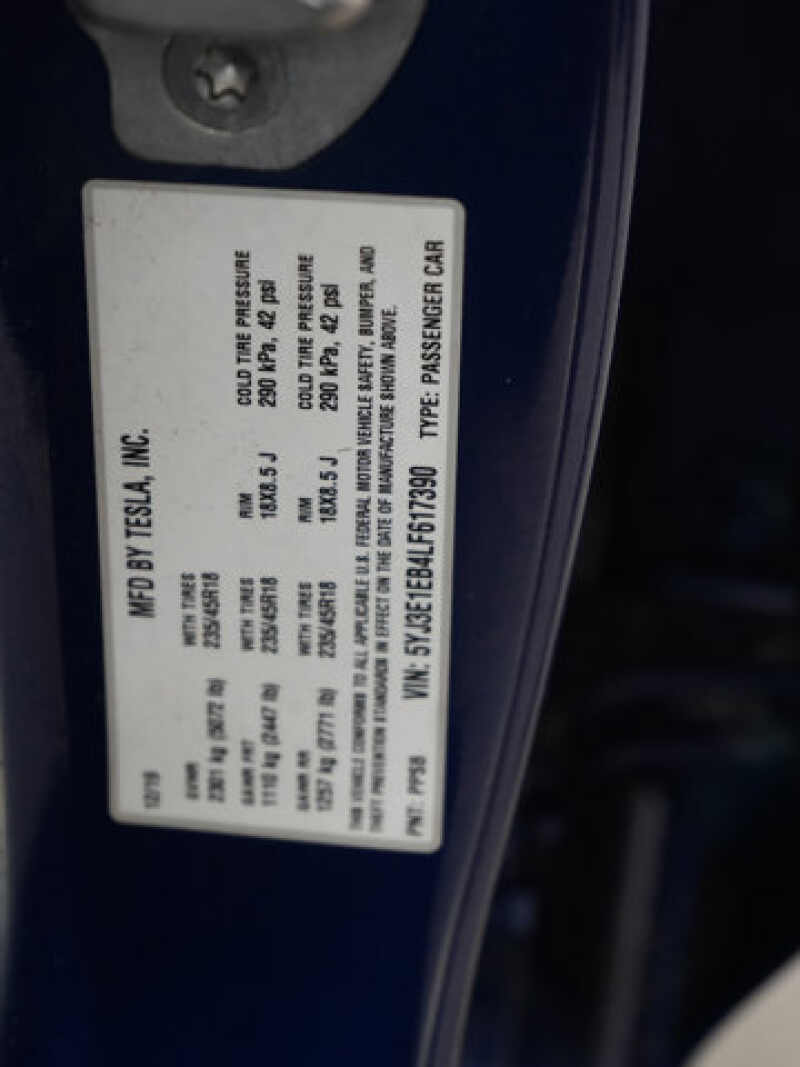 MFD BY TESLA, INC.
12/19
GVWR WITH TIRES
2301 kg (5072 lb) 235/45R18
GAWR FRT WITH TIRES RIM COLD TIRE PRESSURE
1110 kg (2447 lb) 235/45R18 18X8.5 J 290 kPa, 42 psi
GAWR RR WITH TIRES RIM COLD TIRE PRESSURE
1257 kg (2771 lb) 235/45R18 18X8.5 J 290 kPa, 42 psi
THIS VEHICLE CONFORMS TO ALL APPLICABLE U.S. FEDERAL MOTOR VEHICLE SAFETY, BUMPER, AND
THEFT PREVENTION STANDARDS IN EFFECT ON THE DATE OF MANUFACTURE SHOWN ABOVE.
PNT: PPSB VIN: 5YJ3E1EB4LF617390 TYPE: PASSENGER CAR